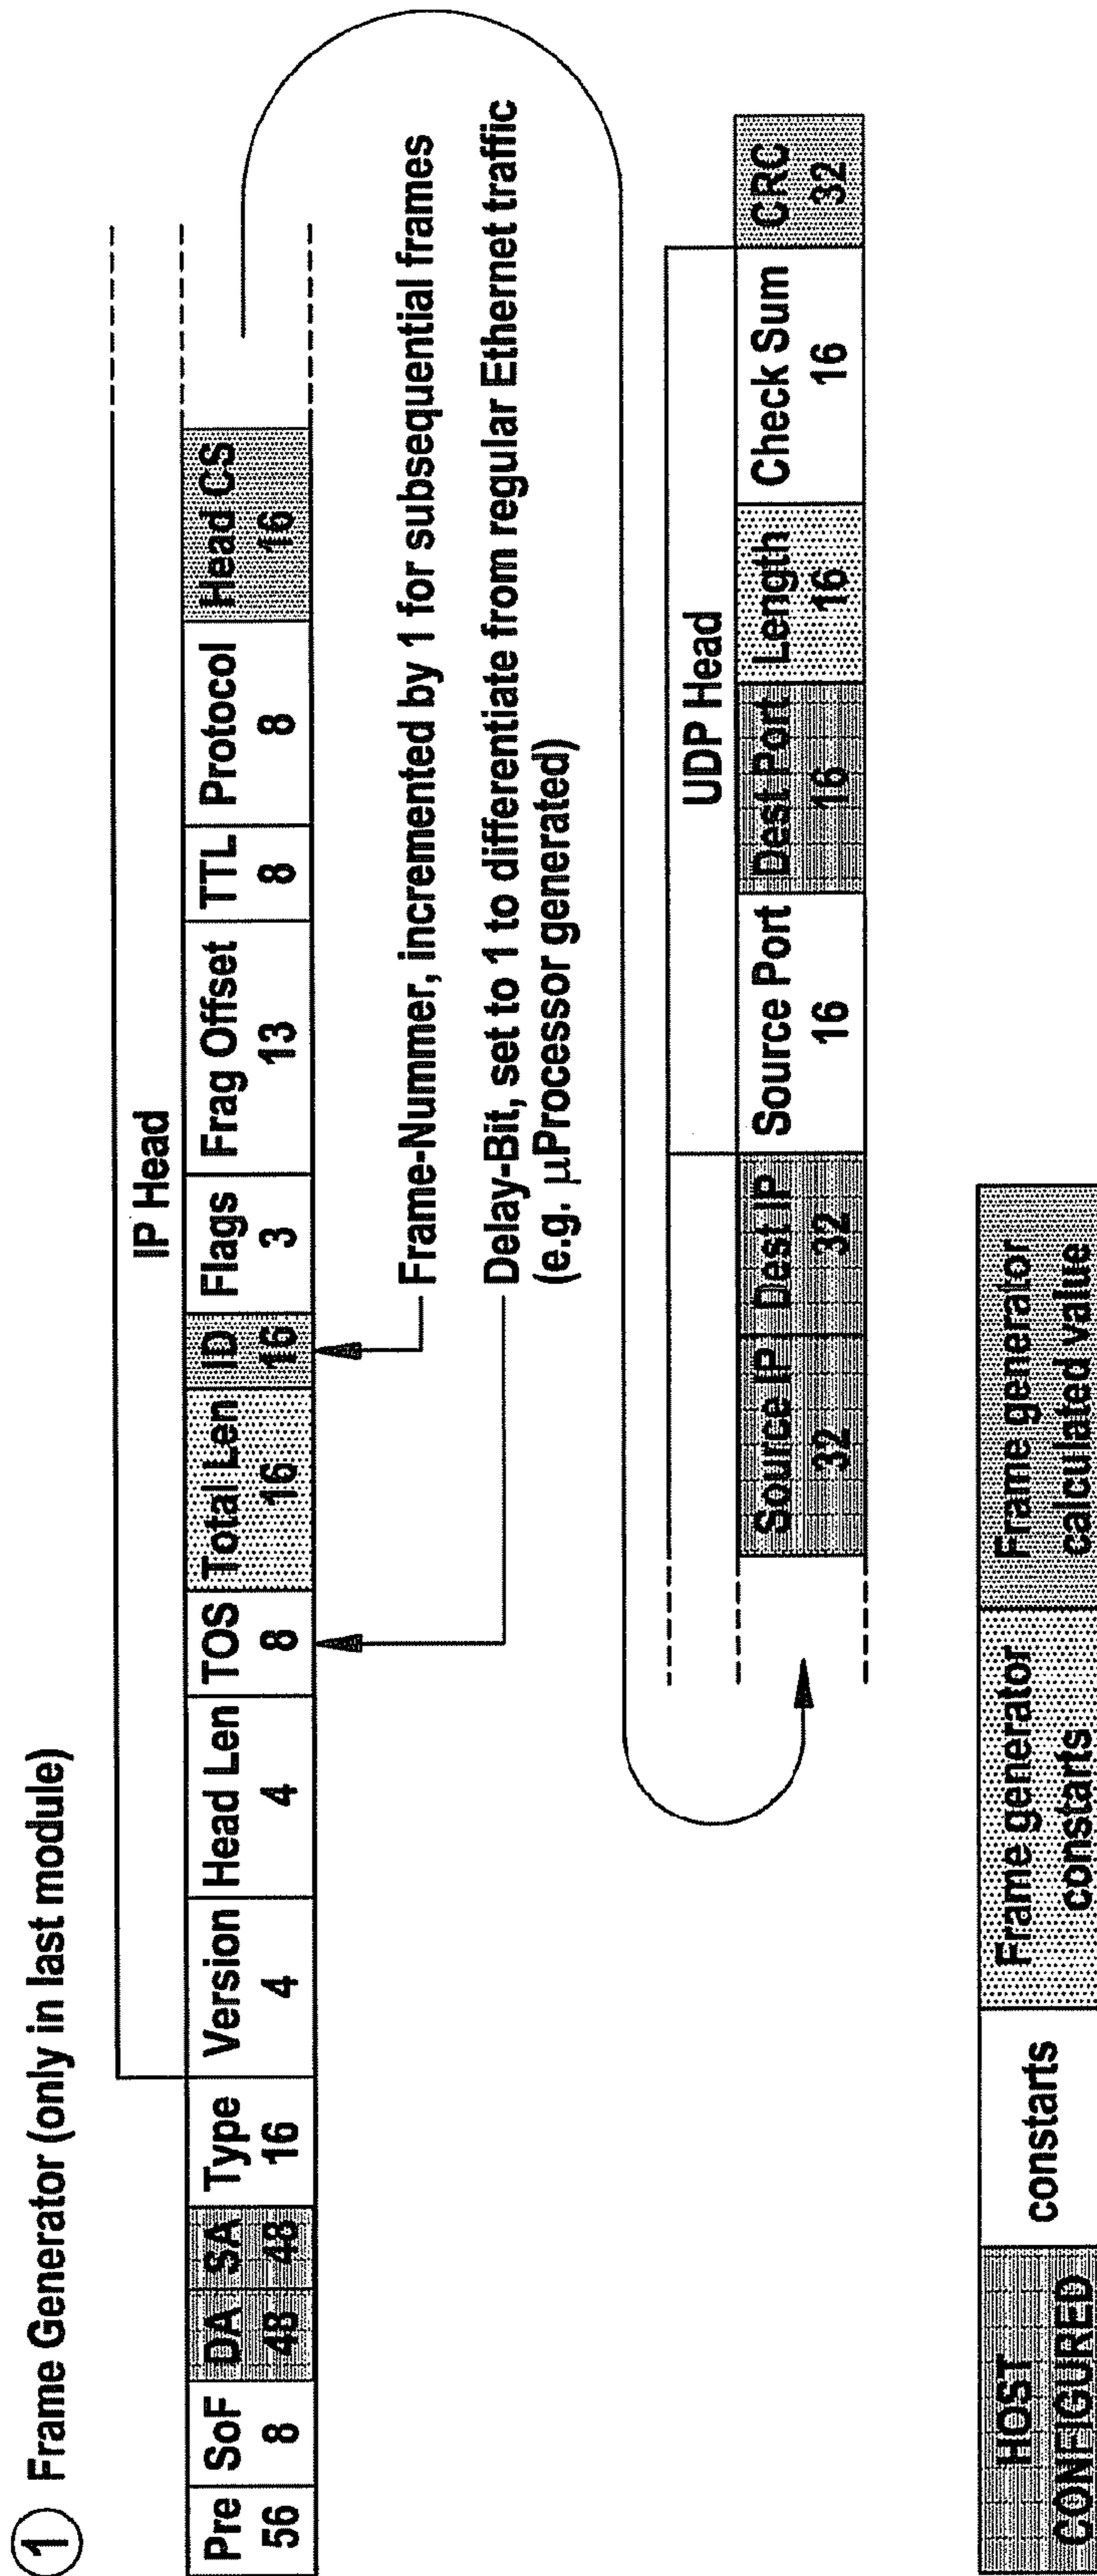 1 Frame Generator (only in last module)
IP Head
Pre SoF DA SA Type Version Head Len TOS Total Len ID Flags Frag Offset TTL Protocol Head CS
56 8 48 48 16 4 4 8 16 16 3 13 8 8 16
Frame-Nummer, incremented by 1 for subsequential frames
Delay-Bit, set to 1 to differentiate from regular Ethernet traffic
(e.g. µProcessor generated)
UDP Head
Source IP Dest IP Source Port Dest Port Length Check Sum CRC
32 32 16 16 16 16 32
HOST
CONFIGURED
constarts
Frame generator
constarts
Frame generator
calculated value